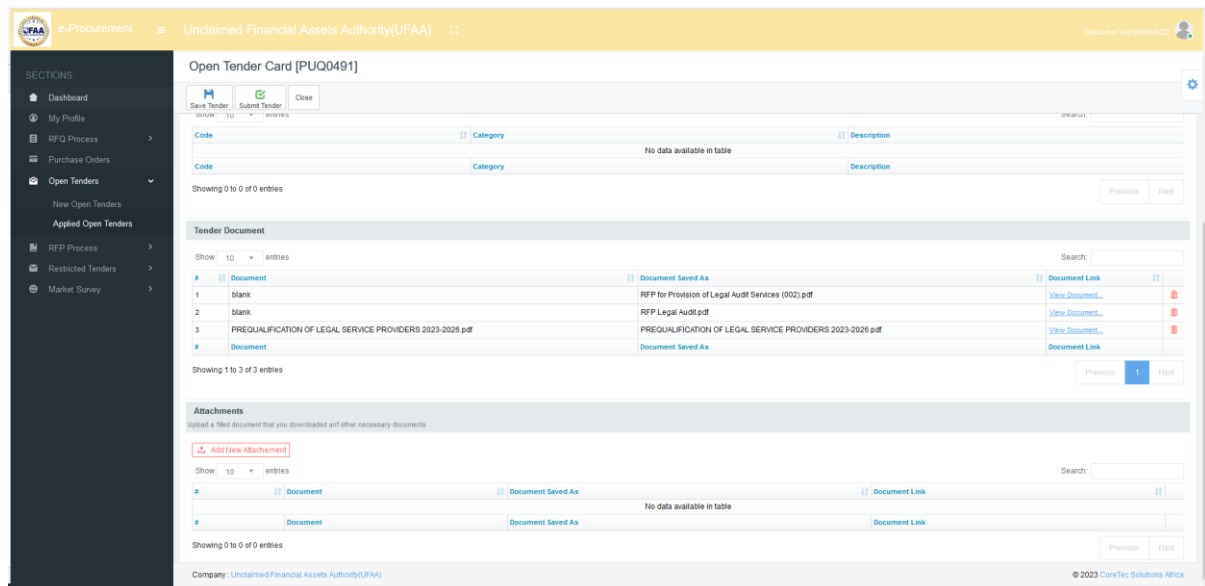 UFAA
e-Procurement
Unclaimed Financial Assets Authority(UFAA)
SECTIONS
Dashboard
My Profile
RFQ Process
Purchase Orders
Open Tenders
New Open Tenders
Applied Open Tenders
RFP Process
Restricted Tenders
Market Survey
Open Tender Card [PUQ0491]
Save Tender Submit Tender Close
Show 10 entries Search:
Code Category Description
No data available in table
Code Category Description
Showing 0 to 0 of 0 entries
Previous Next
Tender Document
Show 10 entries Search:
# Document Document Saved As Document Link
1 blank RFP for Provision of Legal Audit Services (002).pdf View Document...
2 blank RFP Legal Audit.pdf View Document...
3 PREQUALIFICATION OF LEGAL SERVICE PROVIDERS 2023-2026.pdf PREQUALIFICATION OF LEGAL SERVICE PROVIDERS 2023-2026.pdf View Document...
# Document Document Saved As Document Link
Showing 1 to 3 of 3 entries
Previous 1 Next
Attachments
Upload a filled document that you downloaded anf other necessary documents
Add New Attachement
Show 10 entries Search:
# Document Document Saved As Document Link
No data available in table
# Document Document Saved As Document Link
Showing 0 to 0 of 0 entries
Previous Next
Company : Unclaimed Financial Assets Authority(UFAA) © 2023 CoreTec Solutions Africa